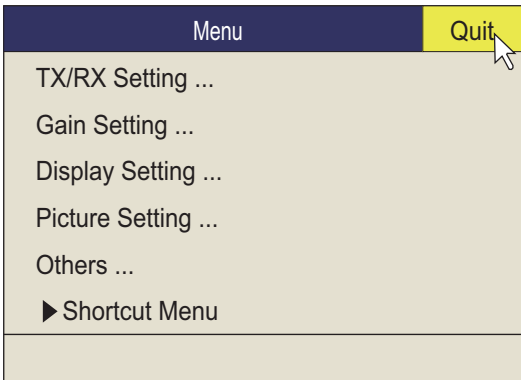 Menu Quit
TX/RX Setting ...
Gain Setting ...
Display Setting ...
Picture Setting ...
Others ...
▶Shortcut Menu